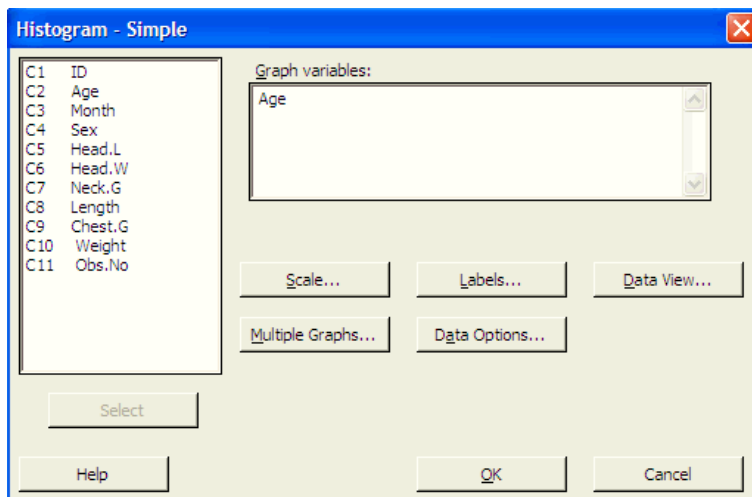 Histogram - Simple
C1 ID
C2 Age
C3 Month
C4 Sex
C5 Head.L
C6 Head.W
C7 Neck.G
C8 Length
C9 Chest.G
C10 Weight
C11 Obs.No
Graph variables:
Age
Scale...
Labels...
Data View...
Multiple Graphs...
Data Options...
Select
Help
OK
Cancel